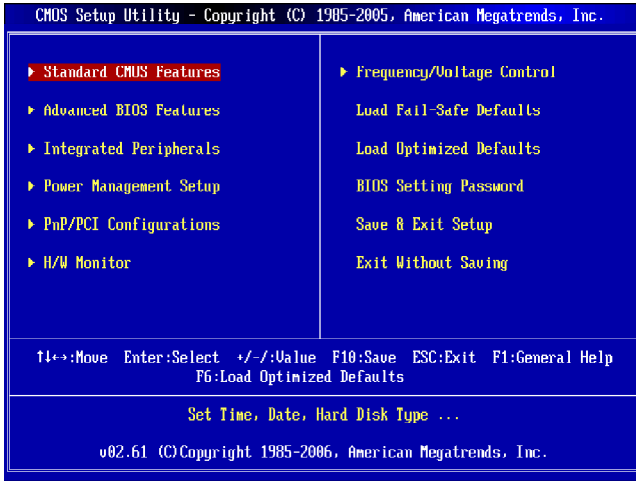 CMOS Setup Utility - Copyright (C) 1985-2005, American Megatrends, Inc.
▶ Standard CMOS Features
▶ Advanced BIOS Features
▶ Integrated Peripherals
▶ Power Management Setup
▶ PnP/PCI Configurations
▶ H/W Monitor
▶ Frequency/Voltage Control
Load Fail-Safe Defaults
Load Optimized Defaults
BIOS Setting Password
Save & Exit Setup
Exit Without Saving
↑↓←→:Move Enter:Select +/-/:Value F10:Save ESC:Exit F1:General Help
F6:Load Optimized Defaults
Set Time, Date, Hard Disk Type ...
v02.61 (C)Copyright 1985-2006, American Megatrends, Inc.